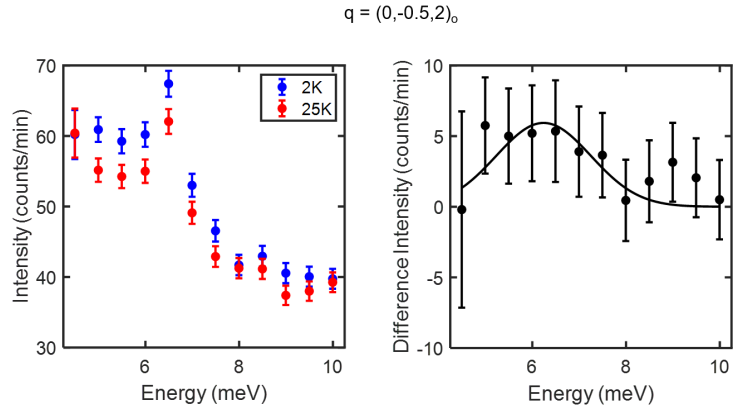 q = (0,-0.5,2)ₒ
Intensity (counts/min)
70
60
50
40
30
2K
25K
6
8
10
Energy (meV)
Difference Intensity (counts/min)
10
5
0
-5
-10
6
8
10
Energy (meV)